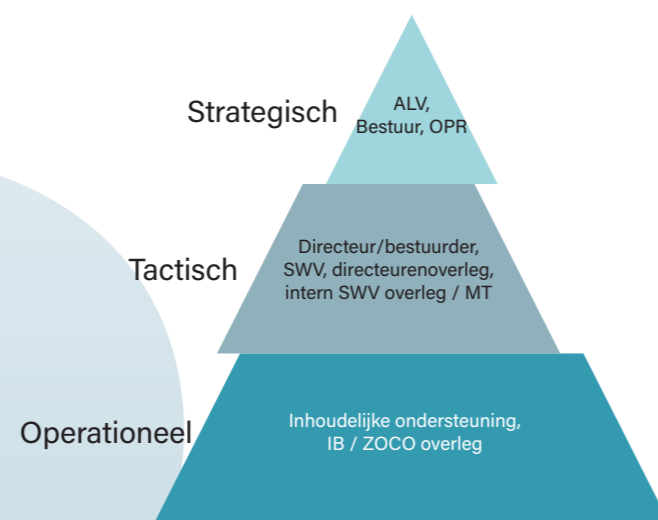 Strategisch
ALV,
Bestuur, OPR
Tactisch
Directeur/bestuurder,
SWV, directeurenoverleg,
intern SWV overleg / MT
Operationeel
Inhoudelijke ondersteuning,
IB / ZOCO overleg